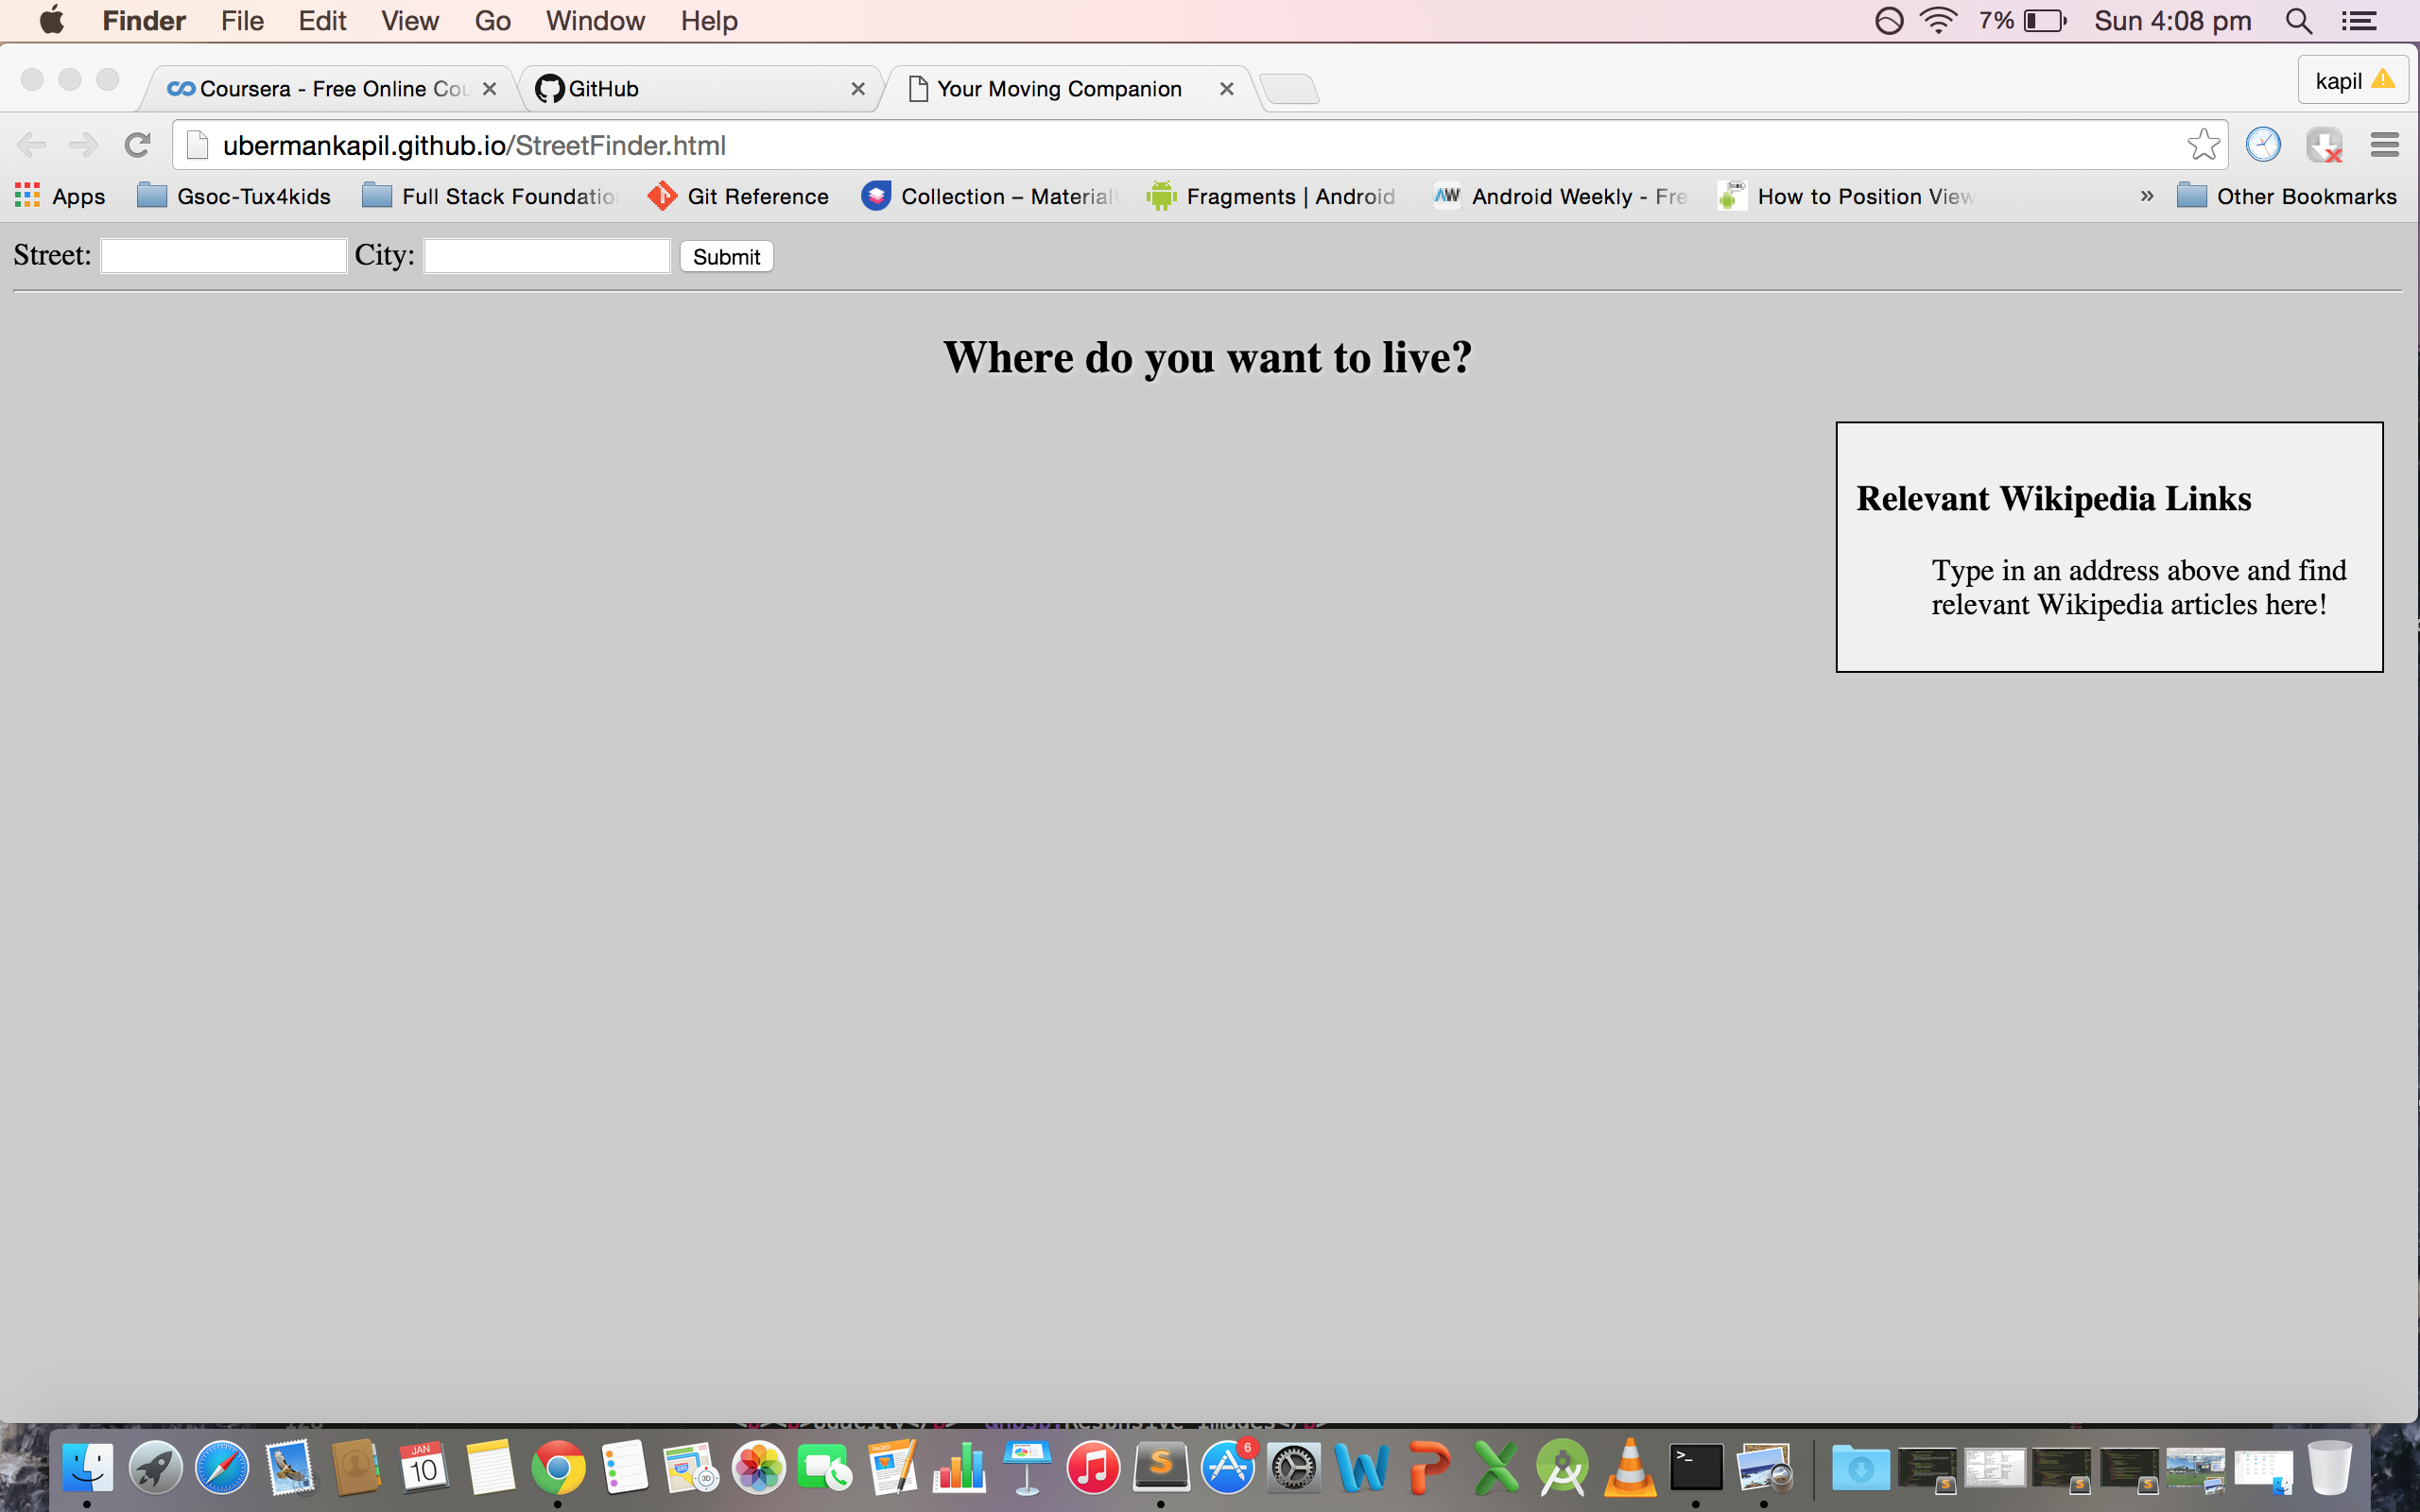 Finder File Edit View Go Window Help 7% Sun 4:08 pm
Coursera - Free Online Cou GitHub Your Moving Companion kapil
ubermankapil.github.io/StreetFinder.html
Apps Gsoc-Tux4kids Full Stack Foundatio Git Reference Collection – Material Fragments | Android Android Weekly - Fre How to Position View » Other Bookmarks
Street: City: Submit
Where do you want to live?
Relevant Wikipedia Links
Type in an address above and find
relevant Wikipedia articles here!
JAN
10
PAGES
3D
6